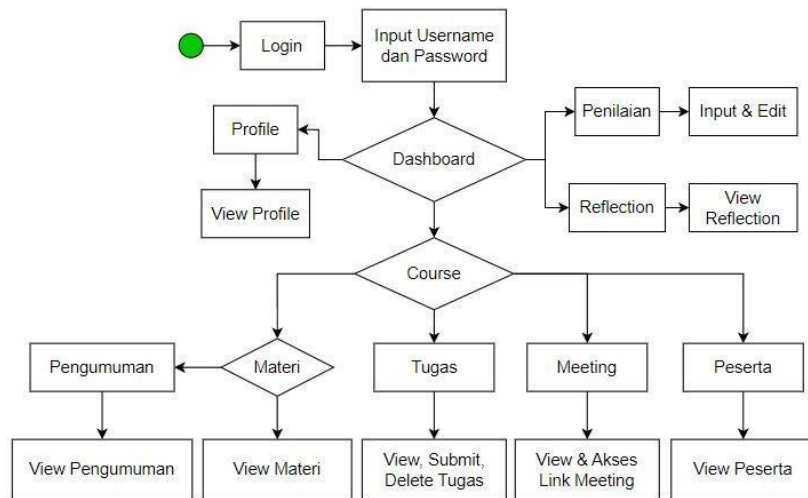 Login
Input Username
dan Password
Profile
Dashboard
Penilaian
Input & Edit
View Profile
Reflection
View
Reflection
Course
Pengumuman
Materi
Tugas
Meeting
Peserta
View Pengumuman
View Materi
View, Submit,
Delete Tugas
View & Akses
Link Meeting
View Peserta